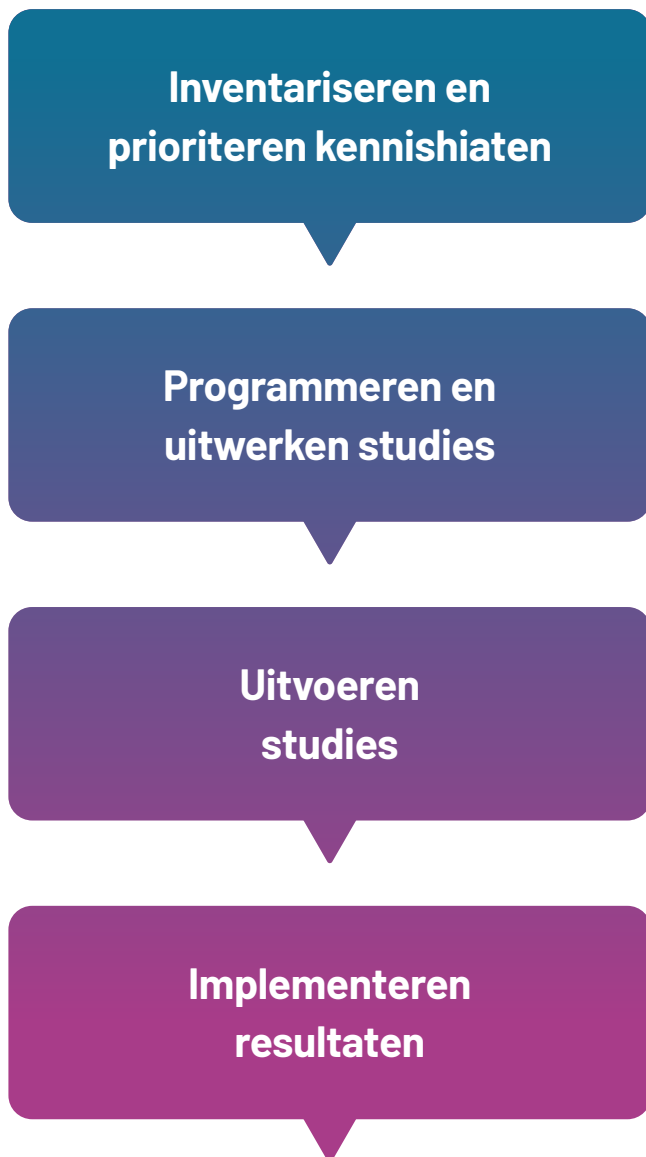 Inventariseren en
prioriteren kennishiaten
Programmeren en
uitwerken studies
Uitvoeren
studies
Implementeren
resultaten